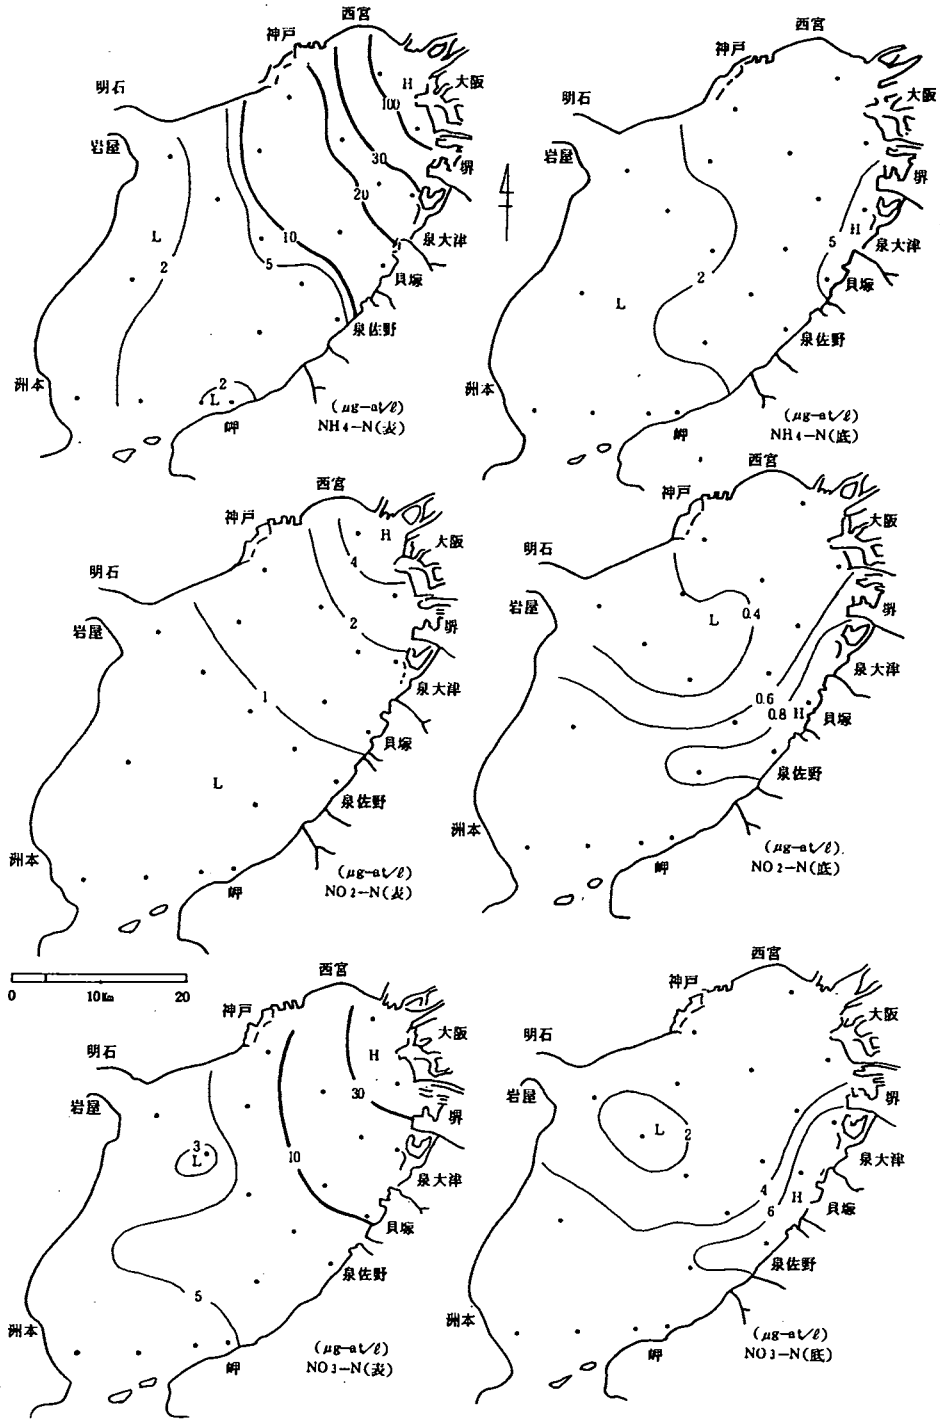 西宮
神戸
明石
大阪
岩屋
堺
泉大津
貝塚
泉佐野
洲本
岬
H
100
30
20
10
5
2
L
2
L
(μg-at/ℓ)
NH4-N(表)
西宮
神戸
明石
大阪
岩屋
堺
泉大津
貝塚
泉佐野
洲本
岬
5
H
2
L
(μg-at/ℓ)
NH4-N(底)
西宮
神戸
明石
大阪
岩屋
堺
泉大津
貝塚
泉佐野
洲本
岬
H
4
2
1
L
(μg-at/ℓ)
NO2-N(表)
西宮
神戸
明石
大阪
岩屋
堺
貝塚
泉佐野
洲本
岬
L
0.4
0.6
0.8
H
(μg-at/ℓ)
NO2-N(底)
0
10Km
20
西宮
神戸
明石
大阪
岩屋
堺
泉大津
貝塚
泉佐野
洲本
岬
H
30
10
3
L
5
(μg-at/ℓ)
NO3-N(表)
西宮
神戸
明石
大阪
岩屋
堺
泉大津
貝塚
泉佐野
洲本
岬
L
2
4
6
H
(μg-at/ℓ)
NO3-N(底)